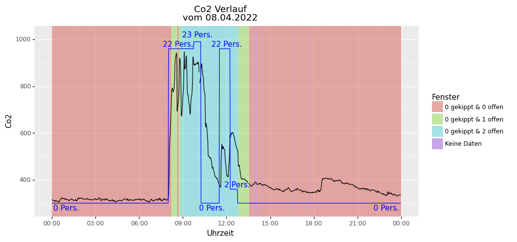 Co2 Verlauf
vom 08.04.2022
23 Pers.
22 Pers.
22 Pers.
2 Pers.
0 Pers.
0 Pers.
0 Pers.
1000
800
600
400
Co2
00:00
03:00
06:00
09:00
12:00
15:00
18:00
21:00
00:00
Uhrzeit
Fenster
0 gekippt & 0 offen
0 gekippt & 1 offen
0 gekippt & 2 offen
Keine Daten